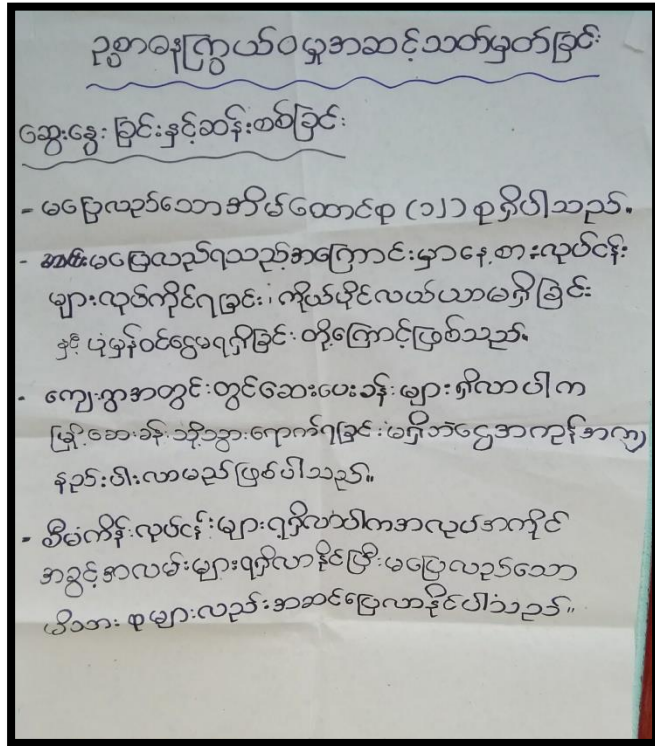 ဥစ္စာဓနကြွယ်ဝမှုအဆင့်သတ်မှတ်ခြင်း
ဆွေးနွေးခြင်းနှင့်ဆန်းစစ်ခြင်း
- မပြေလည်သောအိမ်ထောင်စု (၁၂) စုရှိပါသည်။
- မပြေလည်ရသည့်အကြောင်းမှာနေ့စားလုပ်ငန်း
များလုပ်ကိုင်ရခြင်း၊ ကိုယ်ပိုင်လယ်ယာမရှိခြင်း
နှင့် ပုံမှန်ဝင်ငွေမရရှိခြင်းတို့ကြောင့်ဖြစ်သည်။
- ကျေးရွာအတွင်းတွင်ဆေးပေးခန်းများရှိလာပါက
မြို့ဆေးခန်းသို့သွားရောက်ရခြင်းမရှိဘဲငွေအကုန်အကျ
နည်းပါးလာမည်ဖြစ်ပါသည်။
- စီမံကိန်းလုပ်ငန်းများရရှိလာပါကအလုပ်အကိုင်
အခွင့်အလမ်းများရရှိလာနိုင်ပြီးမပြေလည်သော
မိသားစုများလည်းအဆင်ပြေလာနိုင်ပါသည်။